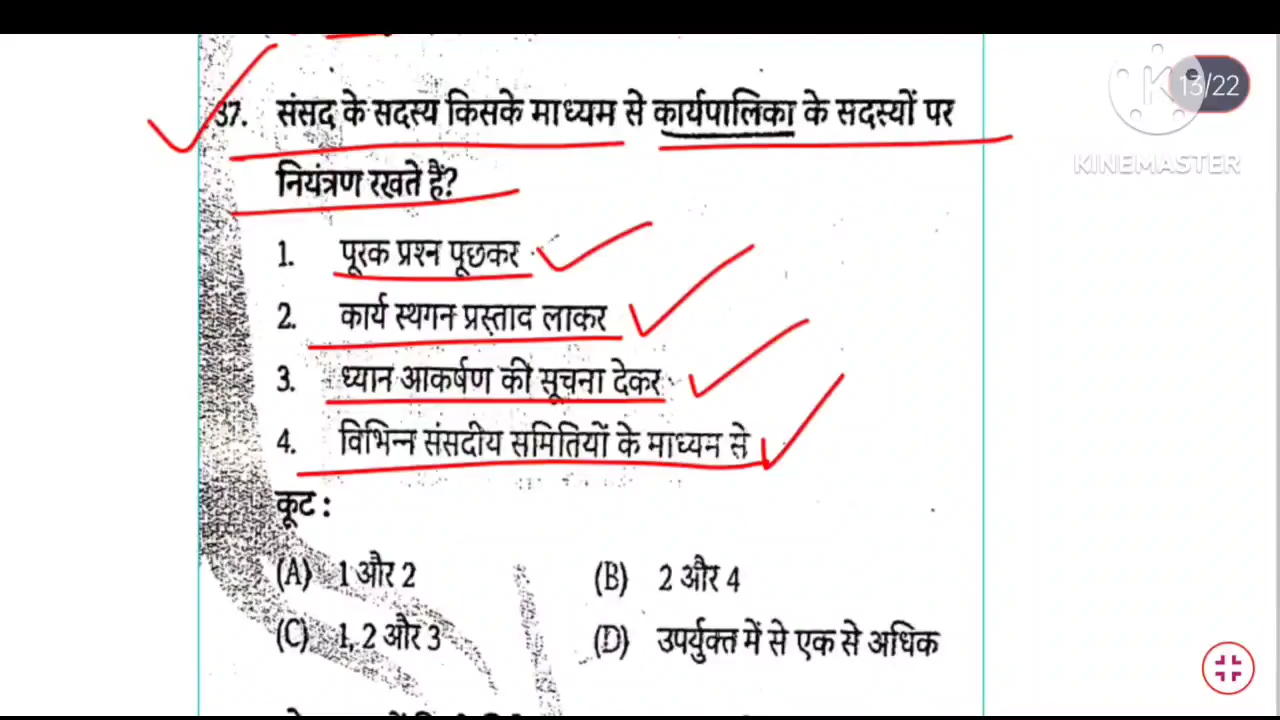 13/22
KINEMASTER
37. संसद के सदस्य किसके माध्यम से कार्यपालिका के सदस्यों पर
नियंत्रण रखते हैं?
1. पूरक प्रश्न पूछकर
2. कार्य स्थगन प्रस्ताव लाकर
3. ध्यान आकर्षण की सूचना देकर
4. विभिन्न संसदीय समितियों के माध्यम से
कूट :
(A) 1 और 2
(B) 2 और 4
(C) 1, 2 और 3
(D) उपर्युक्त में से एक से अधिक